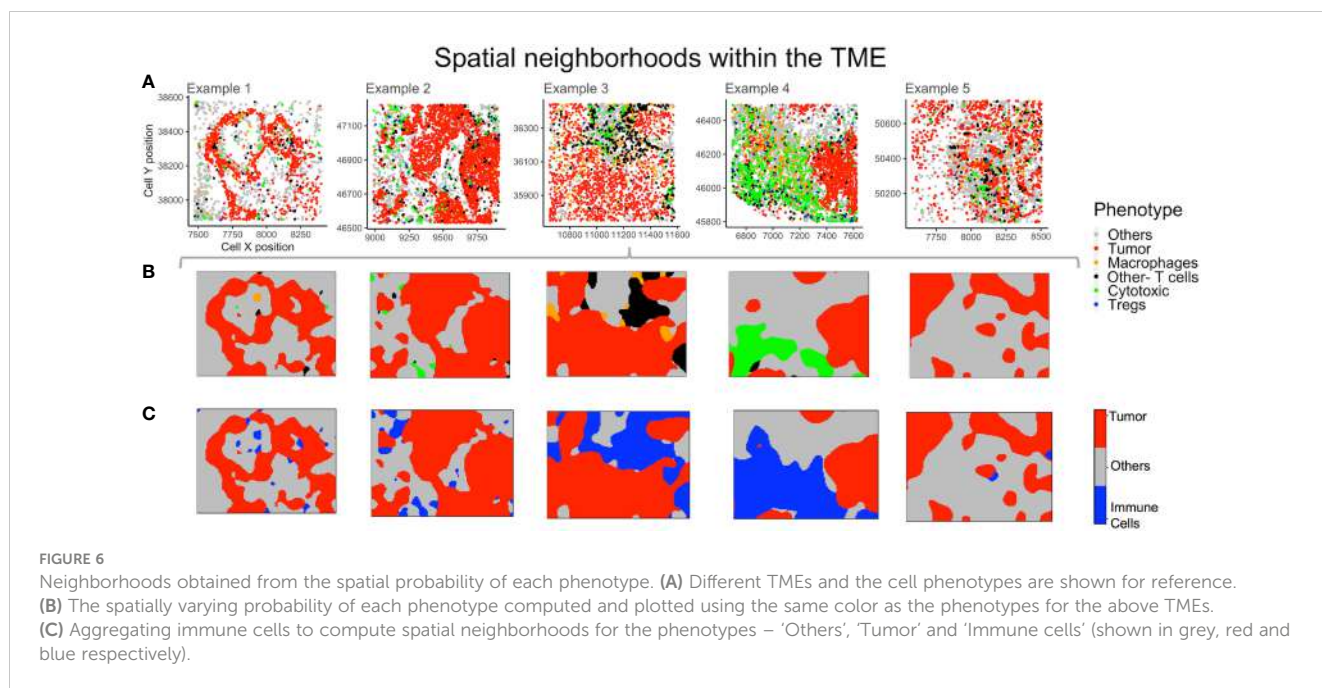 Spatial neighborhoods within the TME
A
Example 1
Example 2
Example 3
Example 4
Example 5
Cell Y position
38600
38400
38200
38000
7500 7750 8000 8250
Cell X position
47100
46900
46700
46500
9000 9250 9500 9750
36300
36100
35900
10800 11000 11200 11400 11600
46400
46200
46000
45800
6800 7000 7200 7400 7600
50600
50400
50200
7600 7800 8000 8200 8500
Phenotype
Others
Tumor
Macrophages
Other- T cells
Cytotoxic
Tregs
B
C
Tumor
Others
Immune
Cells
FIGURE 6
Neighborhoods obtained from the spatial probability of each phenotype. (A) Different TMEs and the cell phenotypes are shown for reference.
(B) The spatially varying probability of each phenotype computed and plotted using the same color as the phenotypes for the above TMEs.
(C) Aggregating immune cells to compute spatial neighborhoods for the phenotypes – ‘Others’, ‘Tumor’ and ‘Immune cells’ (shown in grey, red and
blue respectively).